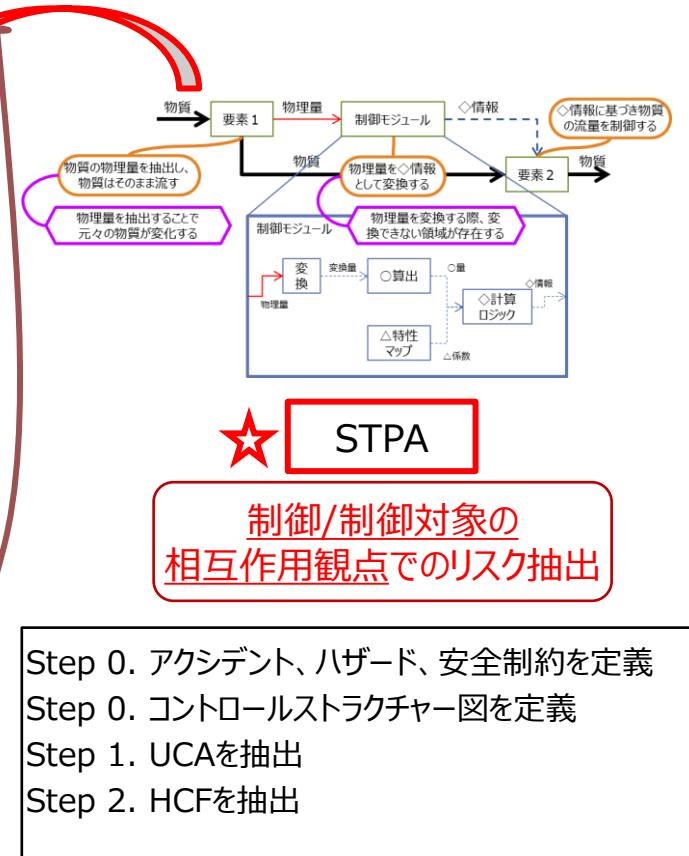 物質
要素１
物理量
制御モジュール
◇情報
◇情報に基づき物質
の流量を制御する
物質の物理量を抽出し、
物質はそのまま流す
物質
物理量を◇情報
として変換する
要素２
物質
物理量を抽出することで
元々の物質が変化する
物理量を変換する際、変
換できない領域が存在する
制御モジュール
変
換
変換量
○算出
○量
◇計算
ロジック
◇情報
物理量
△特性
マップ
△係数
STPA
制御/制御対象の
相互作用観点でのリスク抽出
Step 0. アクシデント、ハザード、安全制約を定義
Step 0. コントロールストラクチャー図を定義
Step 1. UCAを抽出
Step 2. HCFを抽出